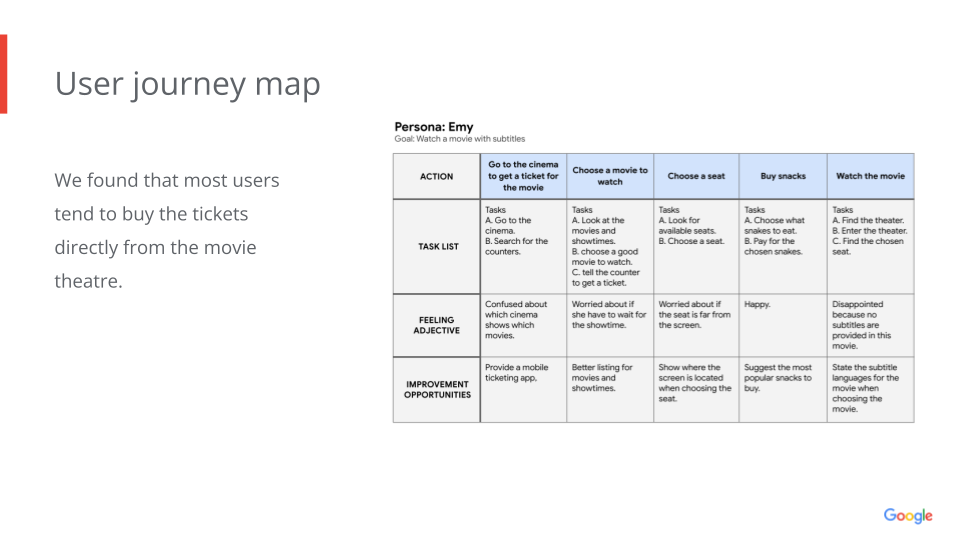 User journey map
We found that most users
tend to buy the tickets
directly from the movie
theatre.
Persona: Emy
Goal: Watch a movie with subtitles
ACTION
Go to the cinema
to get a ticket for
the movie
Choose a movie to
watch
Choose a seat
Buy snacks
Watch the movie
TASK LIST
Tasks
A. Go to the
cinema.
B. Search for the
counters.
Tasks
A. Look at the
movies and
showtimes.
B. choose a good
movie to watch.
C. tell the counter
to get a ticket.
Tasks
A. Look for
available seats.
B. Choose a seat.
Tasks
A. Choose what
snakes to eat.
B. Pay for the
chosen snakes.
Tasks
A. Find the theater.
B. Enter the theater.
C. Find the chosen
seat.
FEELING
ADJECTIVE
Confused about
which cinema
shows which
movies.
Worried about if
she have to wait for
the showtime.
Worried about if
the seat is far from
the screen.
Happy.
Disappointed
because no
subtitles are
provided in this
movie.
IMPROVEMENT
OPPORTUNITIES
Provide a mobile
ticketing app,
Better listing for
movies and
showtimes.
Show where the
screen is located
when choosing the
seat.
Suggest the most
popular snacks to
buy.
State the subtitle
languages for the
movie when
choosing the
movie.
Google